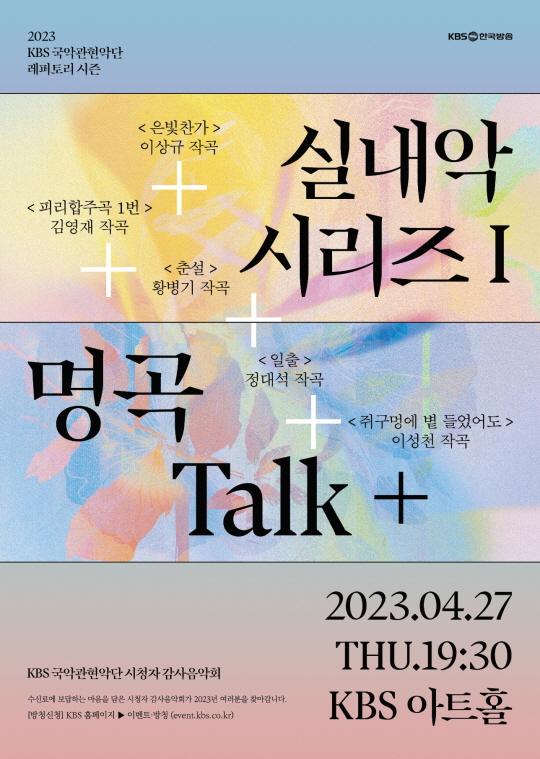 2023
KBS 국악관현악단
레퍼토리 시즌
KBS 한국방송
< 은빛찬가 >
이상규 작곡
실내악
시리즈 I
< 피리합주곡 1번 >
김영재 작곡
< 춘설 >
황병기 작곡
명곡
Talk +
< 일출 >
정대석 작곡
< 쥐구멍에 볕 들었어도 >
이성천 작곡
2023.04.27
THU.19:30
KBS 아트홀
KBS 국악관현악단 시청자 감사음악회
수신료에 보답하는 마음을 담은 시청자 감사음악회가 2023년 여러분을 찾아갑니다.
[방청신청] KBS 홈페이지 ▶ 이벤트·방청 (event.kbs.co.kr)